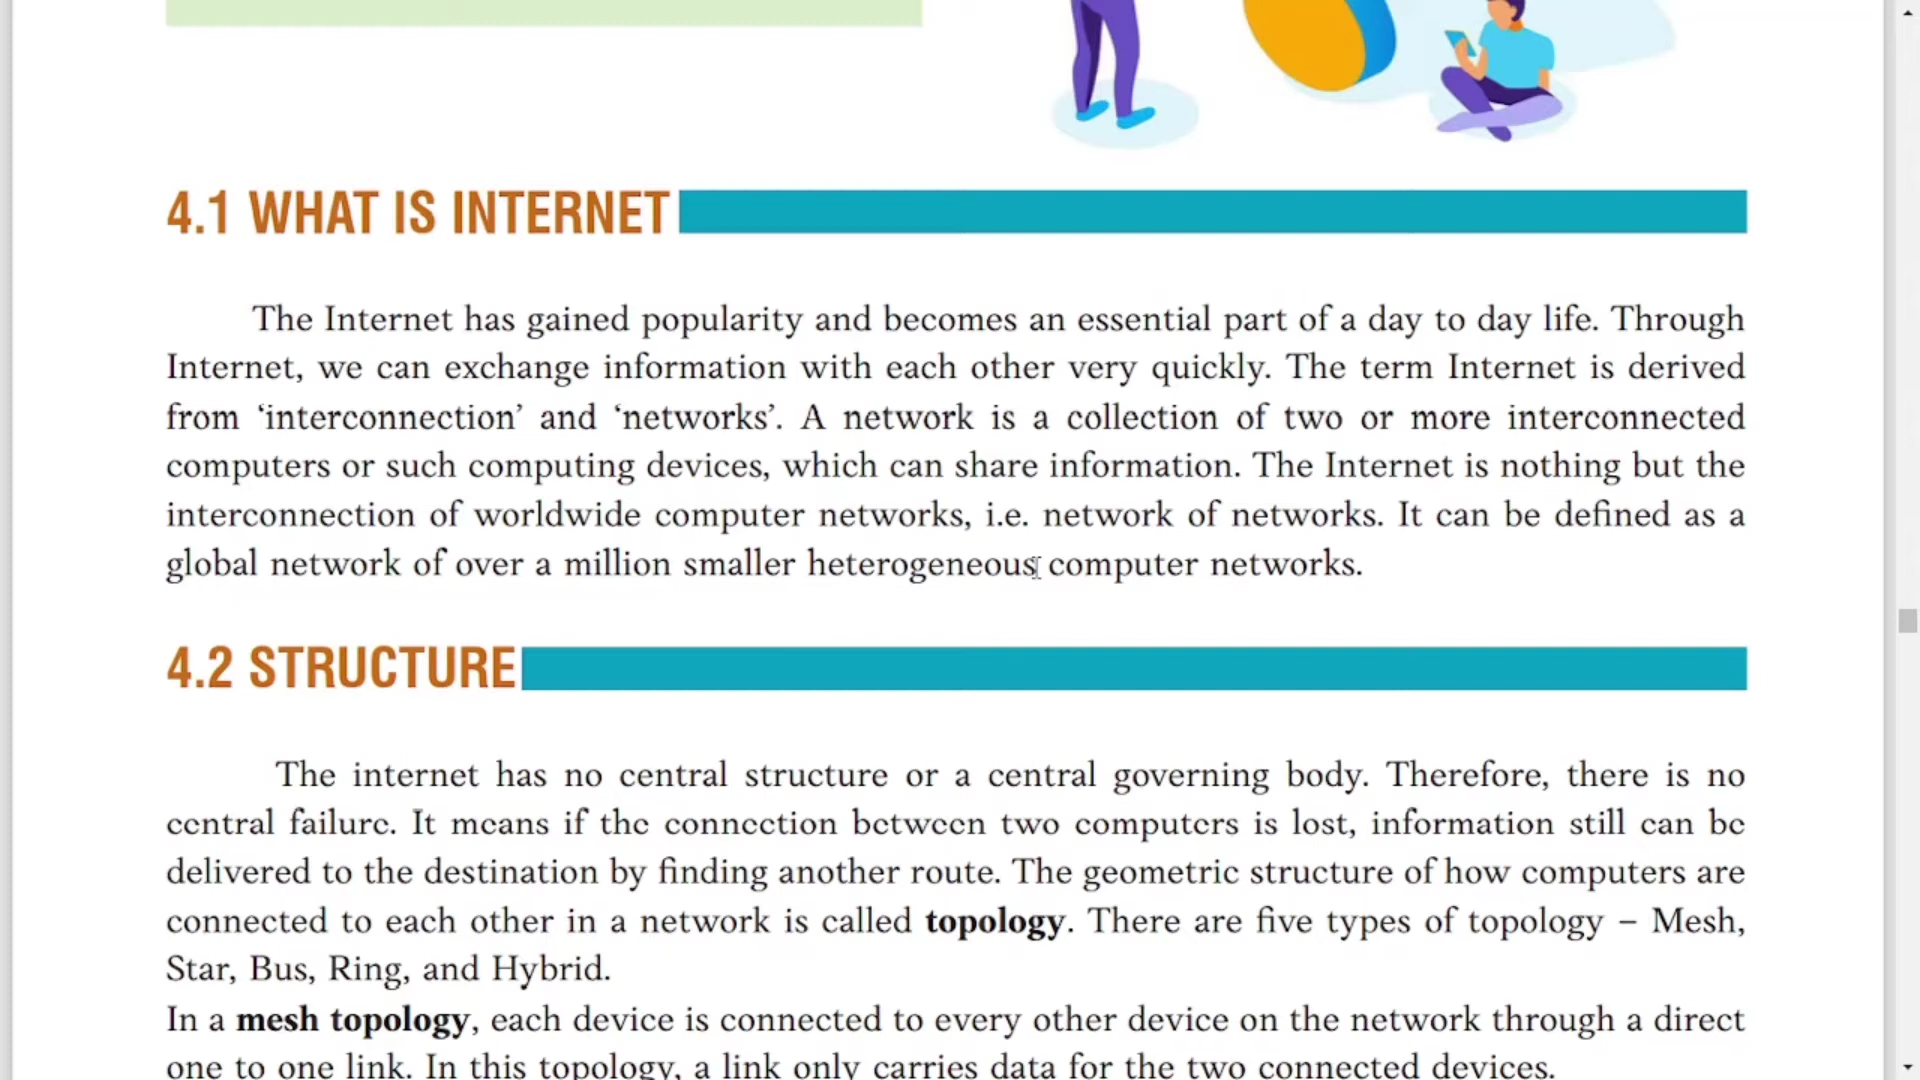 4.1 WHAT IS INTERNET
The Internet has gained popularity and becomes an essential part of a day to day life. Through
Internet, we can exchange information with each other very quickly. The term Internet is derived
from ‘interconnection’ and ‘networks’. A network is a collection of two or more interconnected
computers or such computing devices, which can share information. The Internet is nothing but the
interconnection of worldwide computer networks, i.e. network of networks. It can be defined as a
global network of over a million smaller heterogeneous computer networks.
4.2 STRUCTURE
The internet has no central structure or a central governing body. Therefore, there is no
central failure. It means if the connection between two computers is lost, information still can be
delivered to the destination by finding another route. The geometric structure of how computers are
connected to each other in a network is called topology. There are five types of topology – Mesh,
Star, Bus, Ring, and Hybrid.
In a mesh topology, each device is connected to every other device on the network through a direct
one to one link. In this topology, a link only carries data for the two connected devices.